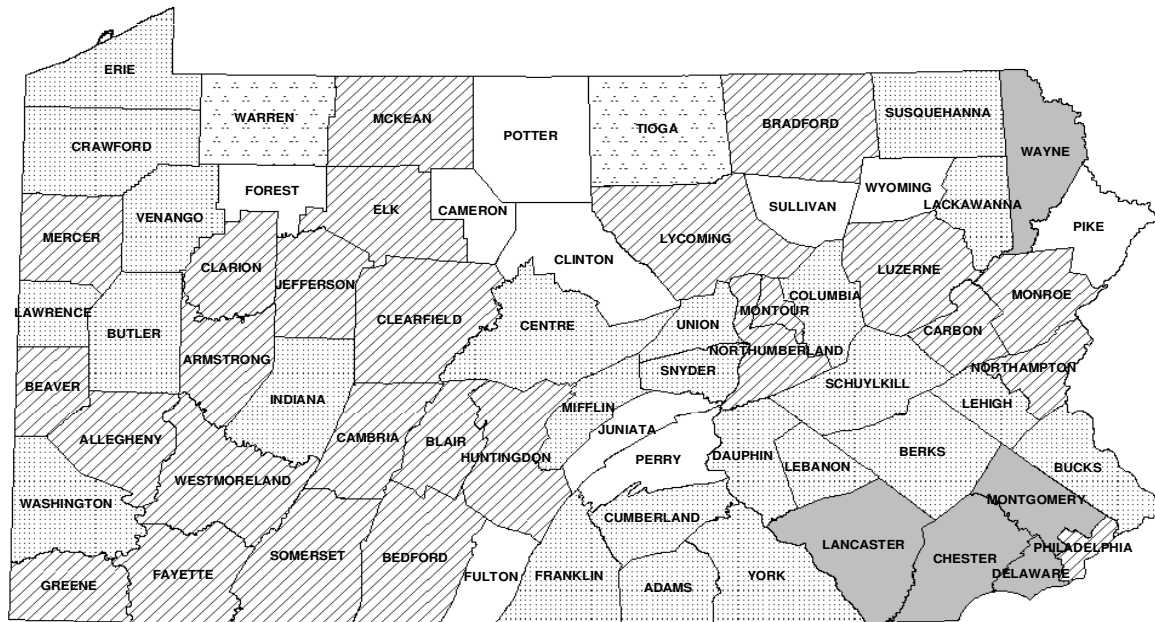 ERIE
CRAWFORD
WARREN
MCKEAN
POTTER
TIOGA
BRADFORD
SUSQUEHANNA
WAYNE
FOREST
VENANGO
ELK
CAMERON
SULLIVAN
WYOMING
LACKAWANNA
PIKE
MERCER
CLARION
JEFFERSON
CLINTON
LYCOMING
LUZERNE
MONROE
LAWRENCE
BUTLER
CLEARFIELD
CENTRE
UNION
MONTOUR
COLUMBIA
CARBON
BEAVER
ARMSTRONG
INDIANA
SNYDER
NORTHUMBERLAND
SCHUYLKILL
NORTHAMPTON
LEHIGH
ALLEGHENY
CAMBRIA
BLAIR
HUNTINGDON
MIFFLIN
JUNIATA
PERRY
DAUPHIN
LEBANON
BERKS
BUCKS
WASHINGTON
WESTMORELAND
CUMBERLAND
MONTGOMERY
LANCASTER
PHILADELPHIA
GREENE
FAYETTE
SOMERSET
BEDFORD
FULTON
FRANKLIN
ADAMS
YORK
CHESTER
DELAWARE